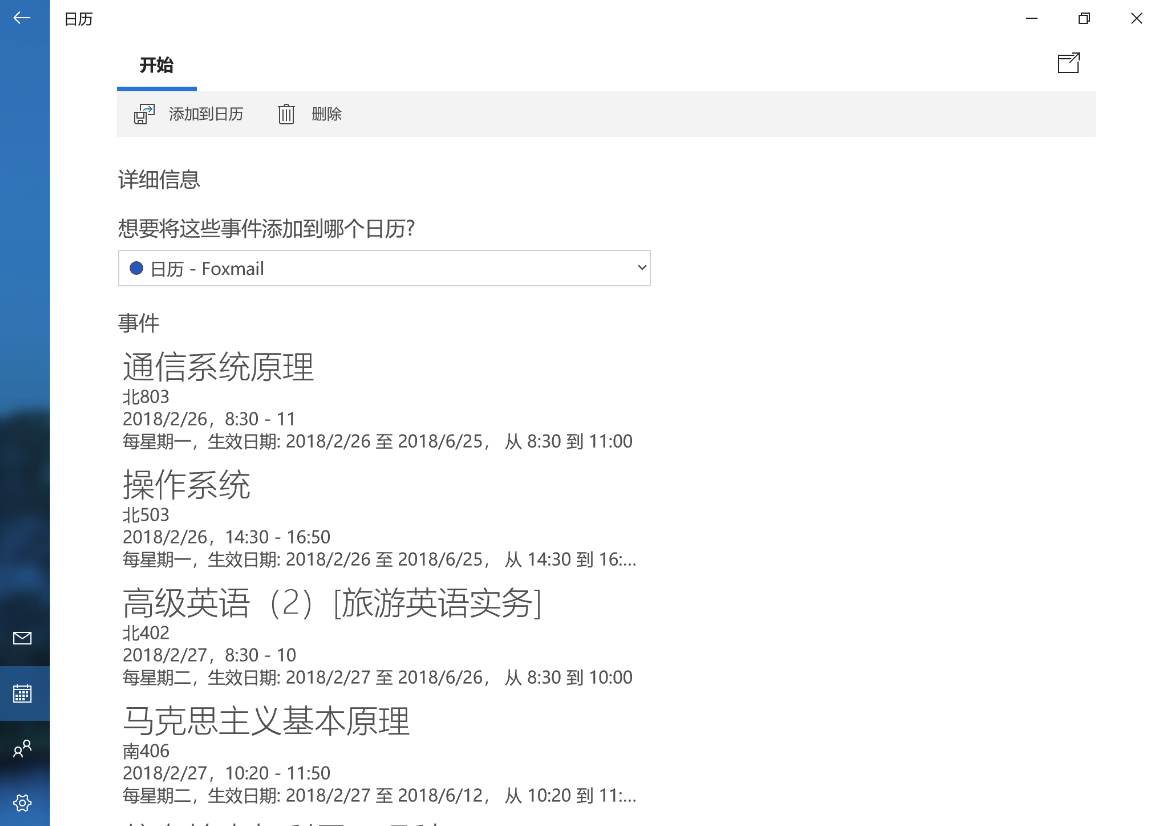 日历
开始
添加到日历 删除
详细信息
想要将这些事件添加到哪个日历?
日历 - Foxmail
事件
通信系统原理
北803
2018/2/26，8:30 - 11
每星期一，生效日期: 2018/2/26 至 2018/6/25， 从 8:30 到 11:00
操作系统
北503
2018/2/26，14:30 - 16:50
每星期一，生效日期: 2018/2/26 至 2018/6/25， 从 14:30 到 16:...
高级英语（2）[旅游英语实务]
北402
2018/2/27，8:30 - 10
每星期二，生效日期: 2018/2/27 至 2018/6/26， 从 8:30 到 10:00
马克思主义基本原理
南406
2018/2/27，10:20 - 11:50
每星期二，生效日期: 2018/2/27 至 2018/6/12， 从 10:20 到 11:...